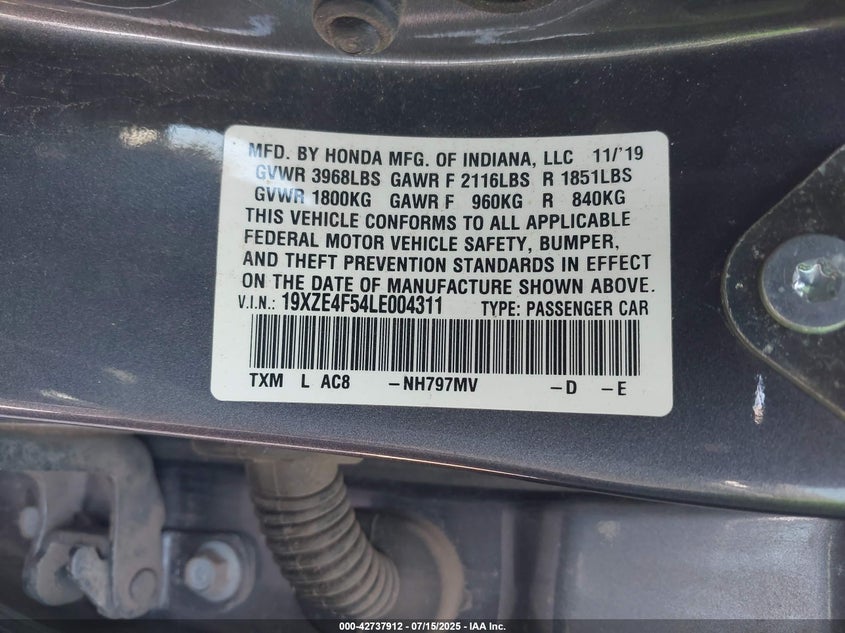 MFD. BY HONDA MFG. OF INDIANA, LLC 11/'19
GVWR 3968LBS GAWR F 2116LBS R 1851LBS
GVWR 1800KG GAWR F 960KG R 840KG
THIS VEHICLE CONFORMS TO ALL APPLICABLE
FEDERAL MOTOR VEHICLE SAFETY, BUMPER,
AND THEFT PREVENTION STANDARDS IN EFFECT
ON THE DATE OF MANUFACTURE SHOWN ABOVE.
V.I.N.: 19XZE4F54LE004311 TYPE: PASSENGER CAR
TXM L AC8 -NH797MV -D -E
000-42737912 - 07/15/2025 - IAA Inc.